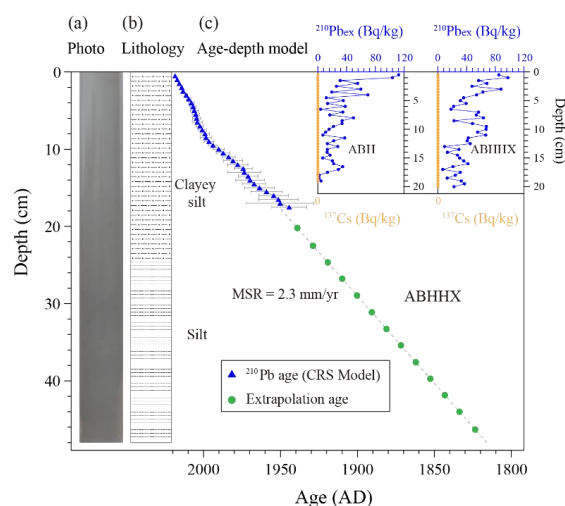 (a) (b) (c)
Photo Lithology Age-depth model
²¹⁰Pbex (Bq/kg) ²¹⁰Pbex (Bq/kg)
0 40 80 120 0 40 80 120
0
10
20
30
40
Depth (cm)
Clayey
silt
Silt
ABH
ABHHX
0
5
10
15
20
0
5
10
15
20
Depth (cm)
¹³⁷Cs (Bq/kg) ¹³⁷Cs (Bq/kg)
MSR = 2.3 mm/yr
ABHHX
²¹⁰Pb age (CRS Model)
Extrapolation age
2000 1950 1900 1850 1800
Age (AD)